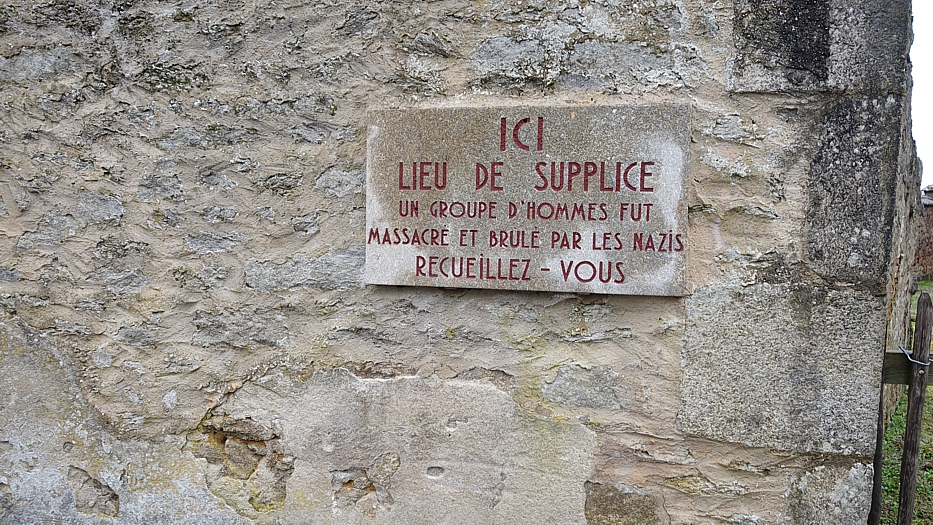 ICI
LIEU DE SUPPLICE
UN GROUPE D'HOMMES FUT
MASSACRÉ ET BRULÉ PAR LES NAZIS
RECUEILLEZ - VOUS